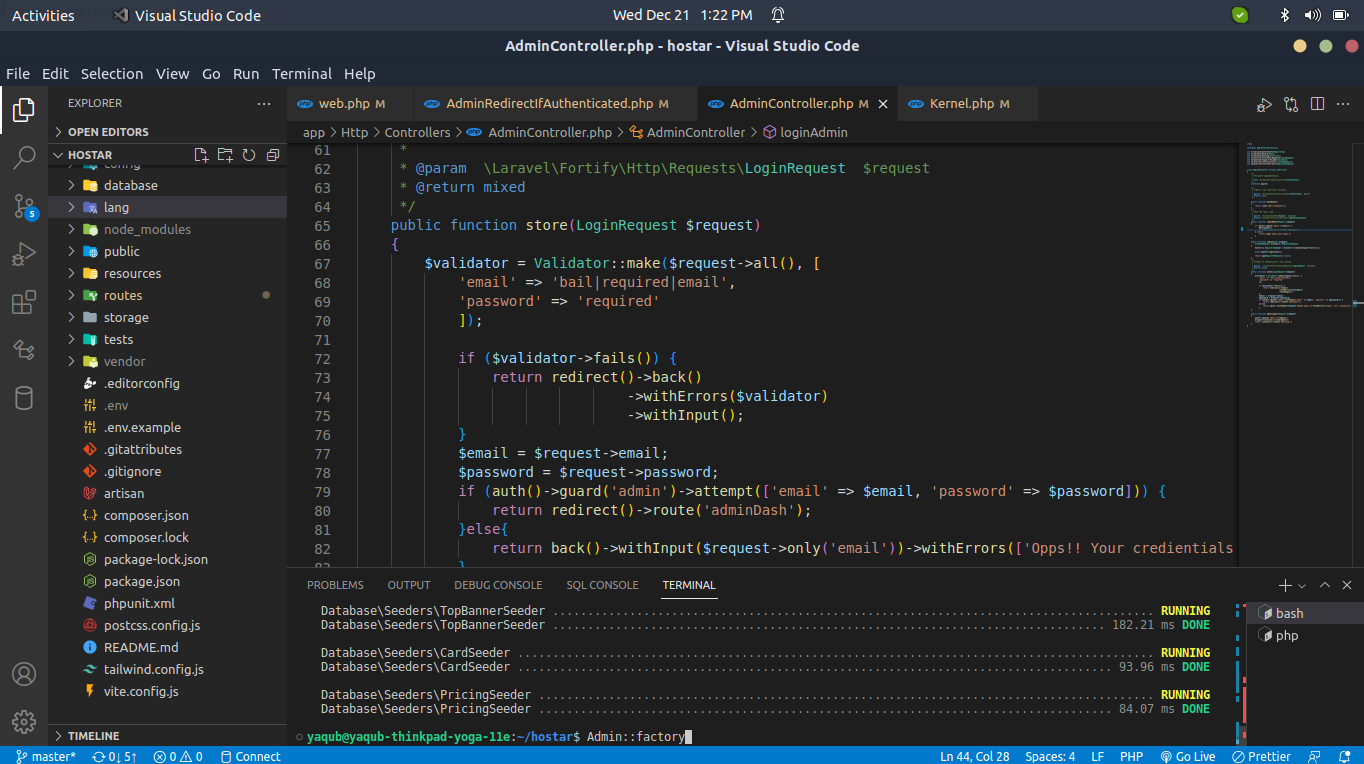 Activities
Visual Studio Code
Wed Dec 21 1:22 PM
AdminController.php - hostar - Visual Studio Code
File Edit Selection View Go Run Terminal Help
EXPLORER
OPEN EDITORS
HOSTAR
config
database
lang
node_modules
public
resources
routes
storage
tests
vendor
.editorconfig
.env
.env.example
.gitattributes
.gitignore
artisan
composer.json
composer.lock
package-lock.json
package.json
phpunit.xml
postcss.config.js
README.md
tailwind.config.js
vite.config.js
TIMELINE
5
web.php M
AdminRedirectIfAuthenticated.php M
AdminController.php M
Kernel.php M
app > Http > Controllers > AdminController.php > AdminController > loginAdmin
61 *
62 * @param \Laravel\Fortify\Http\Requests\LoginRequest $request
63 * @return mixed
64 */
65 public function store(LoginRequest $request)
66 {
67 $validator = Validator::make($request->all(), [
68 'email' => 'bail|required|email',
69 'password' => 'required'
70 ]);
71
72 if ($validator->fails()) {
73 return redirect()->back()
74 ->withErrors($validator)
75 ->withInput();
76 }
77 $email = $request->email;
78 $password = $request->password;
79 if (auth()->guard('admin')->attempt(['email' => $email, 'password' => $password])) {
80 return redirect()->route('adminDash');
81 }else{
82 return back()->withInput($request->only('email'))->withErrors(['Opps!! Your credientials
83 }
PROBLEMS OUTPUT DEBUG CONSOLE SQL CONSOLE TERMINAL
Database\Seeders\TopBannerSeeder ........ RUNNING
Database\Seeders\TopBannerSeeder ........ 182.21 ms DONE
Database\Seeders\CardSeeder ........ RUNNING
Database\Seeders\CardSeeder ........ 93.96 ms DONE
Database\Seeders\PricingSeeder ........ RUNNING
Database\Seeders\PricingSeeder ........ 84.07 ms DONE
yaqub@yaqub-thinkpad-yoga-11e:~/hostar$ Admin::factory
bash
php
master* 0↓ 5↑ 0 0 Connect
Ln 44, Col 28 Spaces: 4 LF PHP Go Live Prettier